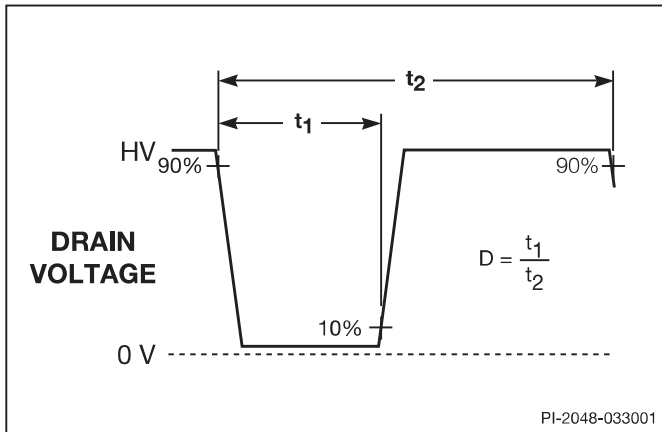 t2
t1
HV
90%
90%
DRAIN
VOLTAGE
D = t1
t2
10%
0 V
PI-2048-033001